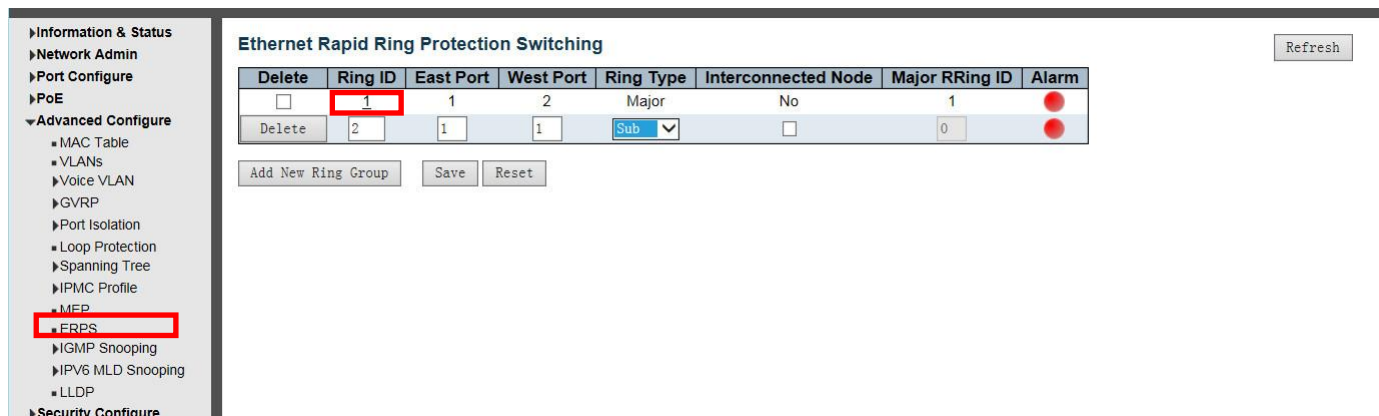 Information & Status
Network Admin
Port Configure
PoE
Advanced Configure
MAC Table
VLANs
Voice VLAN
GVRP
Port Isolation
Loop Protection
Spanning Tree
IPMC Profile
MEP
ERPS
IGMP Snooping
IPV6 MLD Snooping
LLDP
Security Configure
Ethernet Rapid Ring Protection Switching
Refresh
Delete Ring ID East Port West Port Ring Type Interconnected Node Major RRing ID Alarm
1 1 2 Major No 1
Delete 2 1 1 Sub 0
Add New Ring Group Save Reset